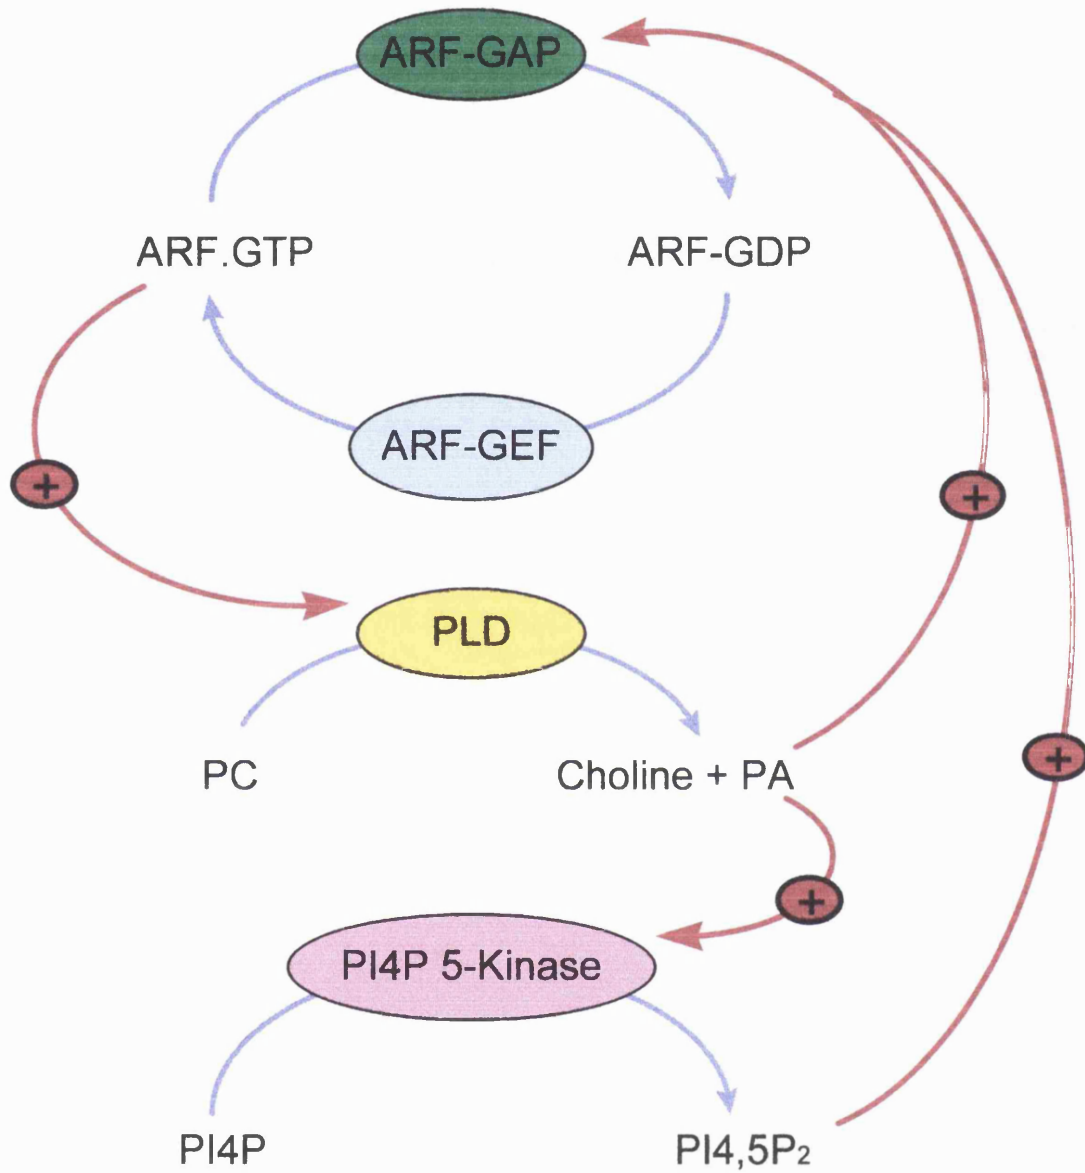 ARF-GAP
ARF.GTP
ARF-GDP
ARF-GEF
+
+
PLD
+
PC
Choline + PA
+
PI4P 5-Kinase
PI4P
PI4,5P₂